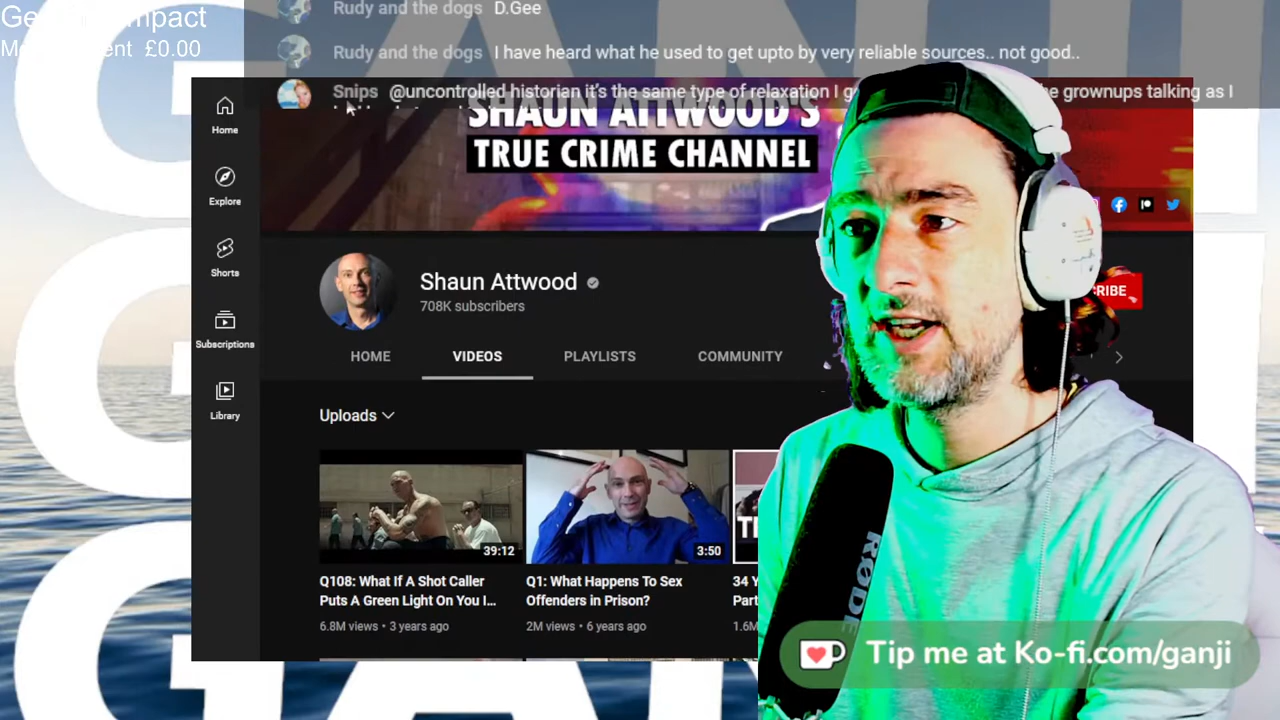 Rudy and the dogs D.Gee
Rudy and the dogs I have heard what he used to get upto by very reliable sources.. not good..
Snips @uncontrolled historian it's the same type of relaxation I g
e grownups talking as I
£0.00
SHAUN ATTWOOD'S
TRUE CRIME CHANNEL
Home
Explore
Shorts
Subscriptions
Library
Shaun Attwood
708K subscribers
RIBE
HOME VIDEOS PLAYLISTS COMMUNITY
Uploads
39:12
3:50
Q108: What If A Shot Caller
Puts A Green Light On You I...
6.8M views • 3 years ago
Q1: What Happens To Sex
Offenders in Prison?
2M views • 6 years ago
34 Y
Part
1.6M
RØDE
Tip me at Ko-fi.com/ganji